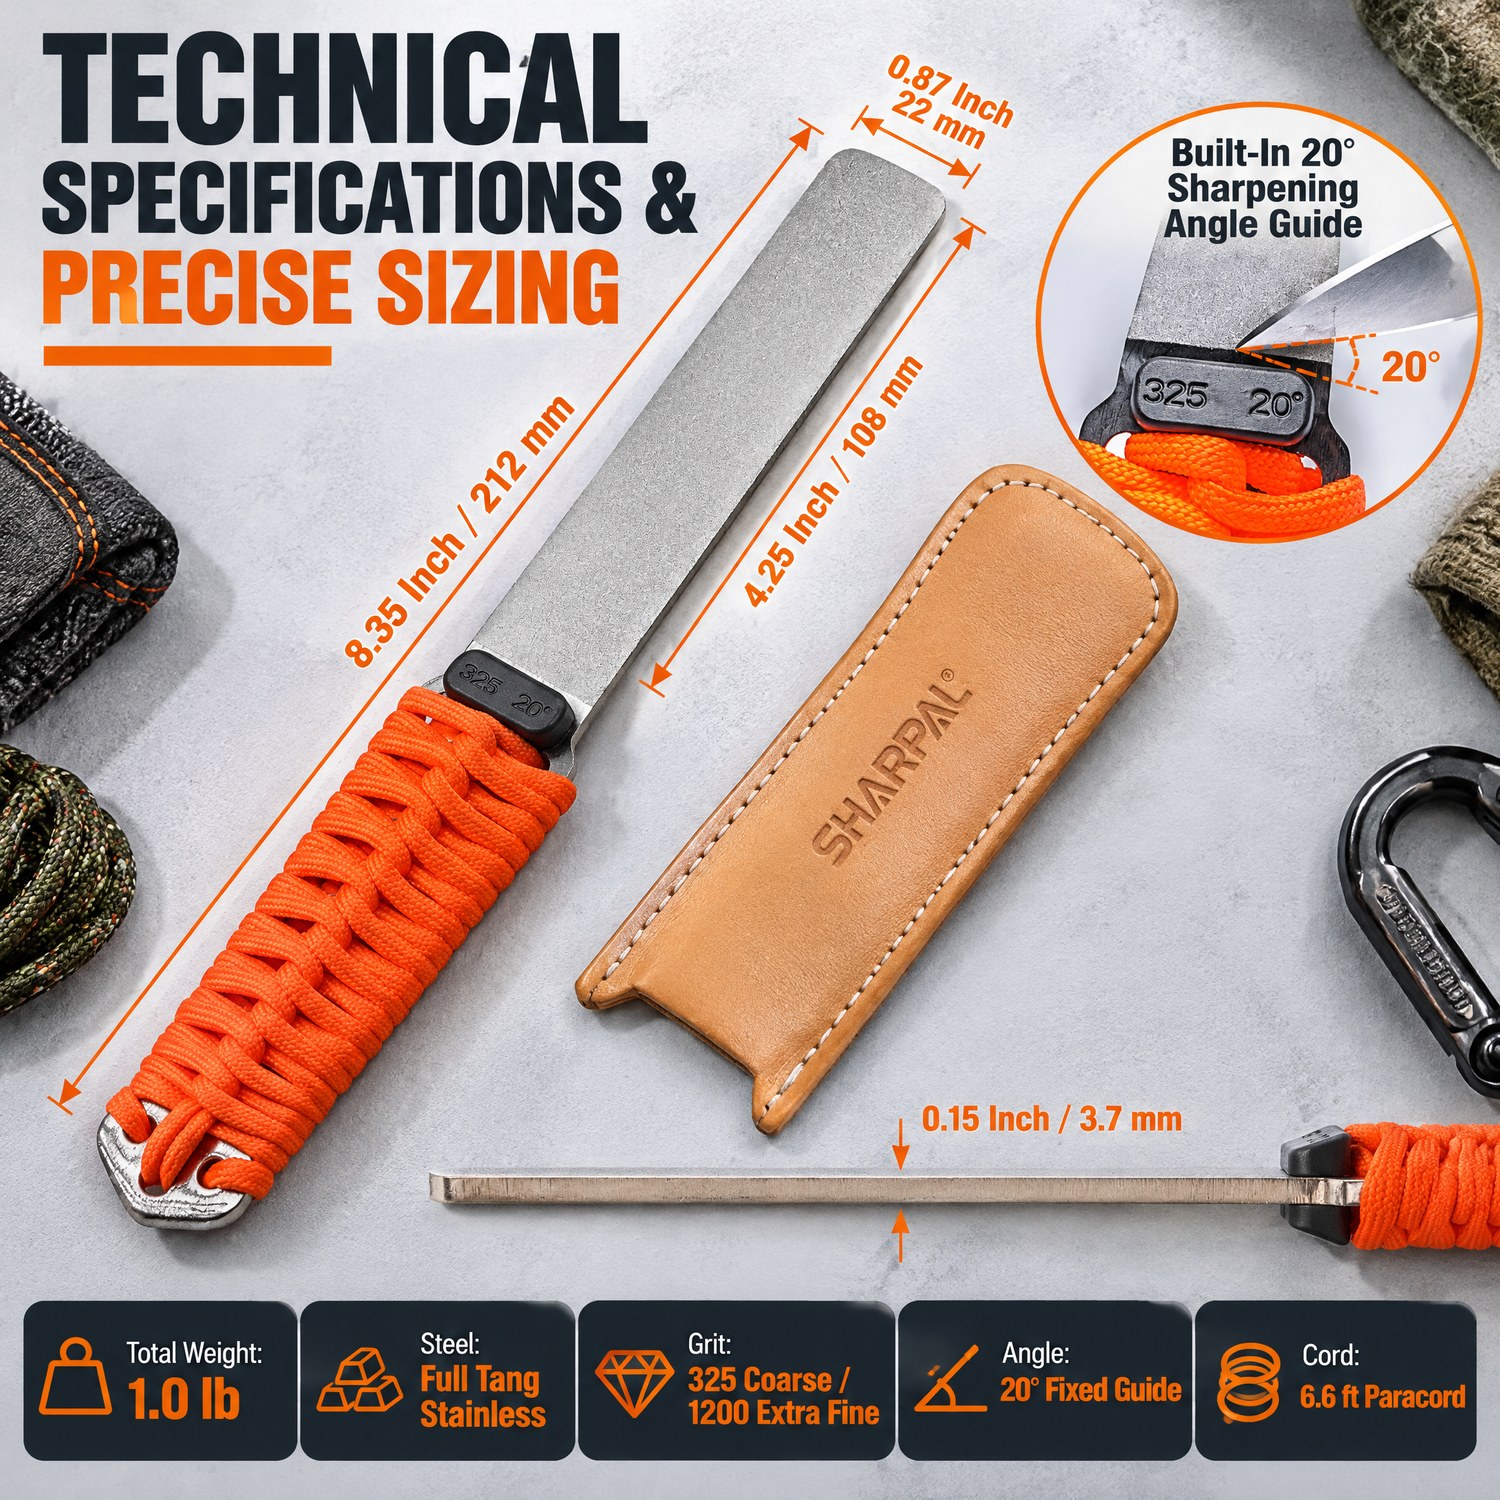 TECHNICAL
SPECIFICATIONS &
PRECISE SIZING
0.87 Inch
22 mm
Built-In 20°
Sharpening
Angle Guide
20°
325 20°
8.35 Inch / 212 mm
4.25 Inch / 108 mm
325 20°
SHARPAL®
0.15 Inch / 3.7 mm
Total Weight:
1.0 lb
Steel:
Full Tang
Stainless
Grit:
325 Coarse /
1200 Extra Fine
Angle:
20° Fixed Guide
Cord:
6.6 ft Paracord